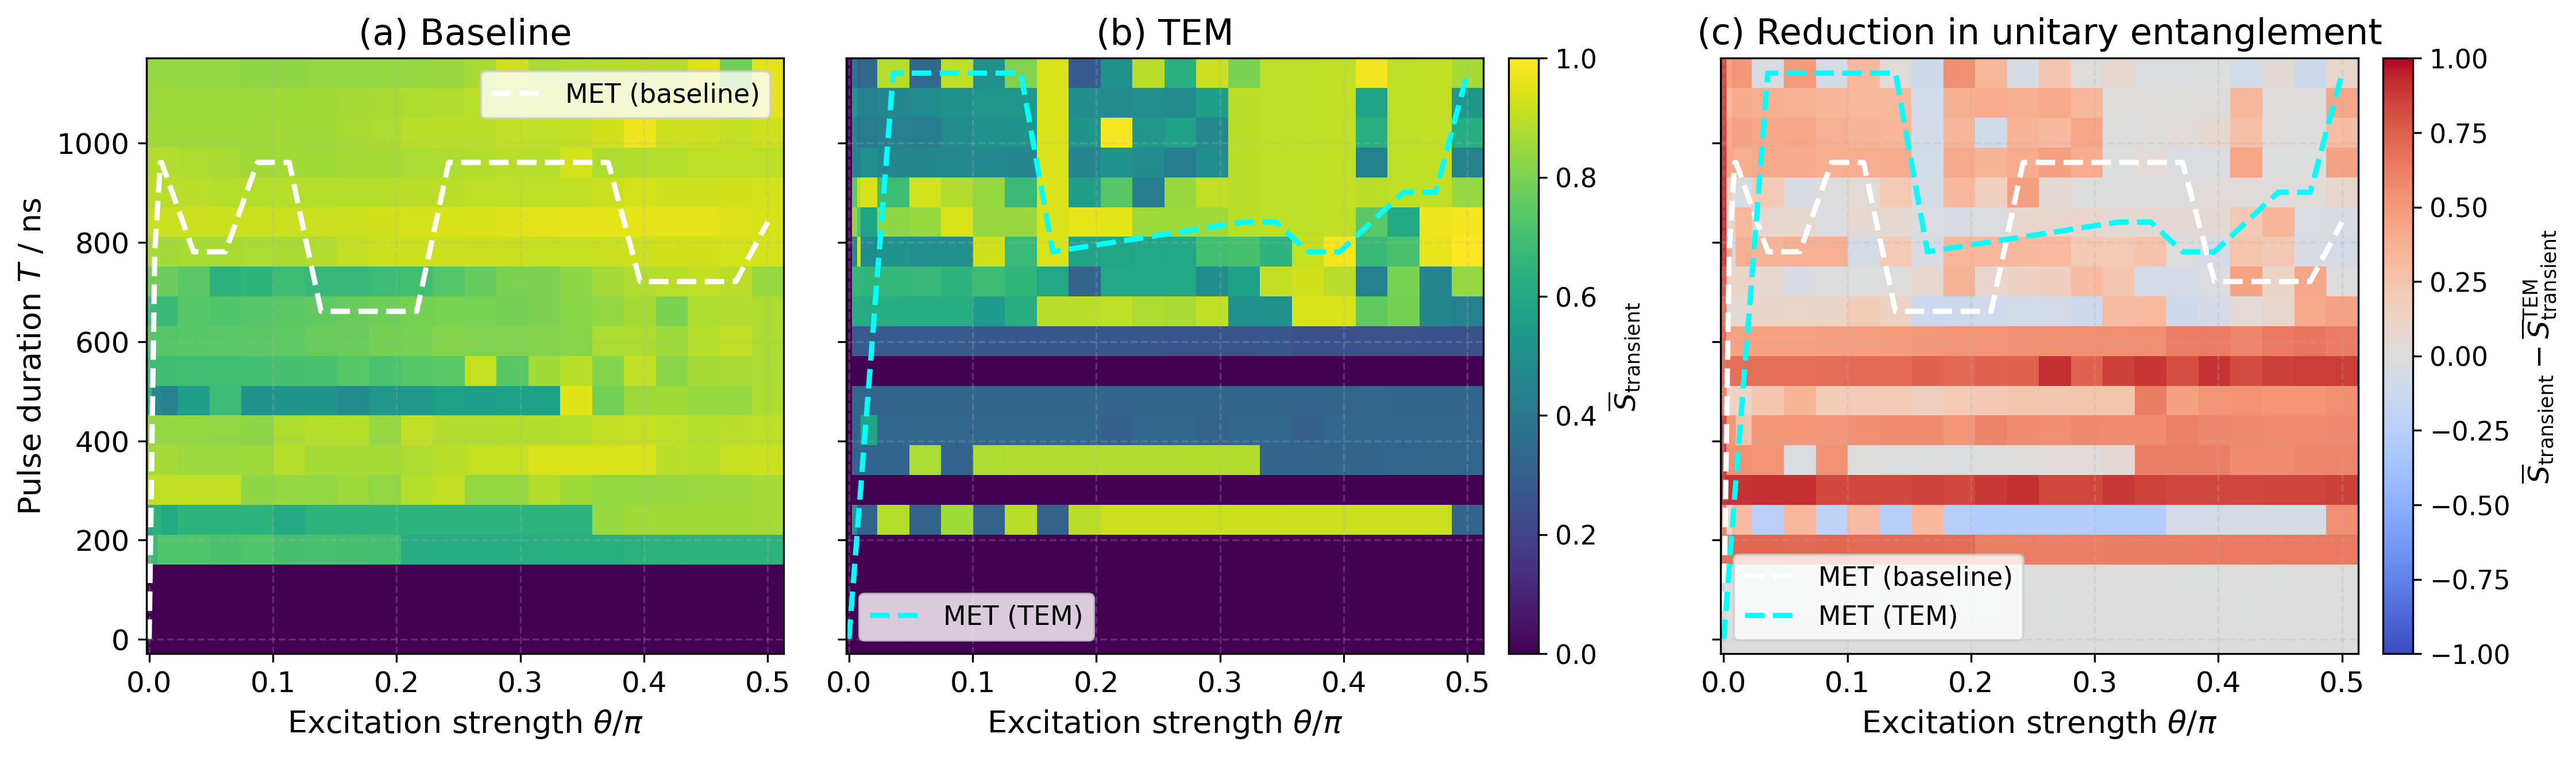 (a) Baseline
MET (baseline)
Pulse duration T / ns
1000
800
600
400
200
0
0.0 0.1 0.2 0.3 0.4 0.5
Excitation strength θ/π
(b) TEM
MET (TEM)
0.0 0.1 0.2 0.3 0.4 0.5
Excitation strength θ/π
1.0
0.8
0.6
0.4
0.2
0.0
S̅transient
(c) Reduction in unitary entanglement
MET (baseline)
MET (TEM)
0.0 0.1 0.2 0.3 0.4 0.5
Excitation strength θ/π
1.00
0.75
0.50
0.25
0.00
−0.25
−0.50
−0.75
−1.00
S̅transient − S̅TEMtransient